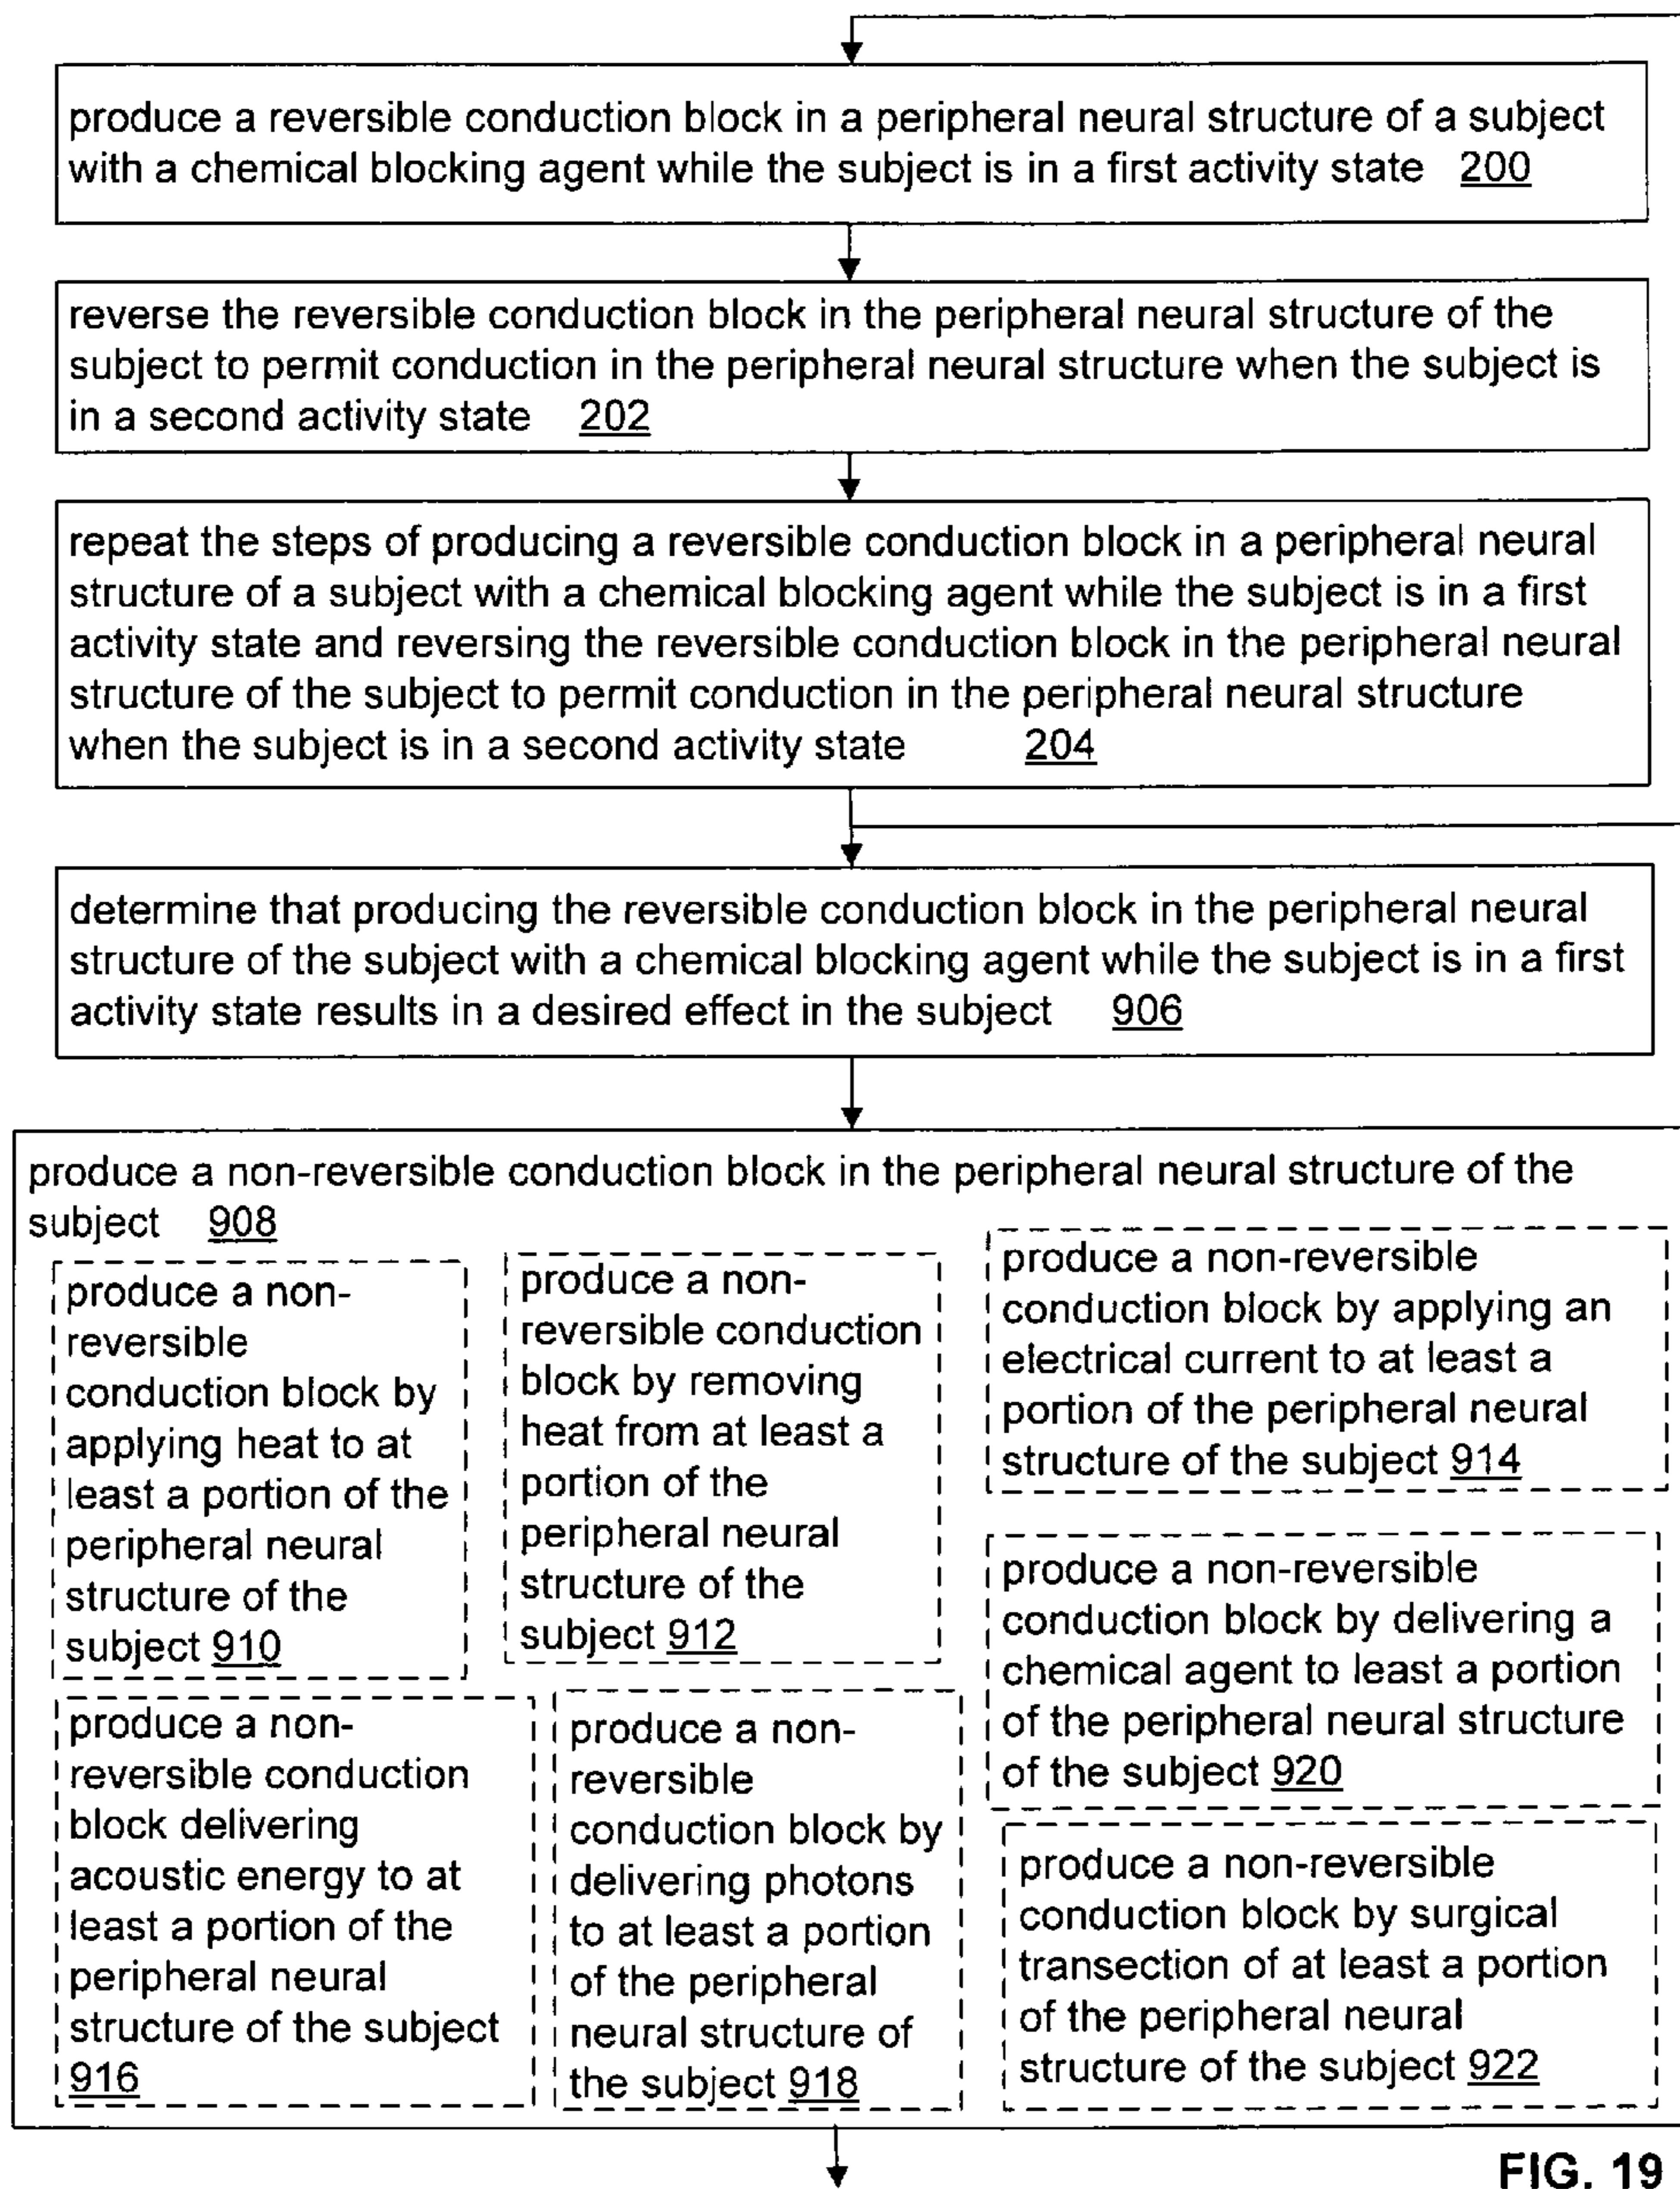 produce a reversible conduction block in a peripheral neural structure of a subject
with a chemical blocking agent while the subject is in a first activity state 200
reverse the reversible conduction block in the peripheral neural structure of the
subject to permit conduction in the peripheral neural structure when the subject is
in a second activity state 202
repeat the steps of producing a reversible conduction block in a peripheral neural
structure of a subject with a chemical blocking agent while the subject is in a first
activity state and reversing the reversible conduction block in the peripheral neural
structure of the subject to permit conduction in the peripheral neural structure
when the subject is in a second activity state 204
determine that producing the reversible conduction block in the peripheral neural
structure of the subject with a chemical blocking agent while the subject is in a first
activity state results in a desired effect in the subject 906
produce a non-reversible conduction block in the peripheral neural structure of the
subject 908
produce a non-
reversible
conduction block by
applying heat to at
least a portion of the
peripheral neural
structure of the
subject 910
produce a non-
reversible conduction
block by removing
heat from at least a
portion of the
peripheral neural
structure of the
subject 912
produce a non-reversible
conduction block by applying an
electrical current to at least a
portion of the peripheral neural
structure of the subject 914
produce a non-
reversible conduction
block delivering
acoustic energy to at
least a portion of the
peripheral neural
structure of the subject
916
produce a non-
reversible
conduction block by
delivering photons
to at least a portion
of the peripheral
neural structure of
the subject 918
produce a non-reversible
conduction block by delivering a
chemical agent to least a portion
of the peripheral neural structure
of the subject 920
produce a non-reversible
conduction block by surgical
transection of at least a portion
of the peripheral neural
structure of the subject 922
FIG. 19